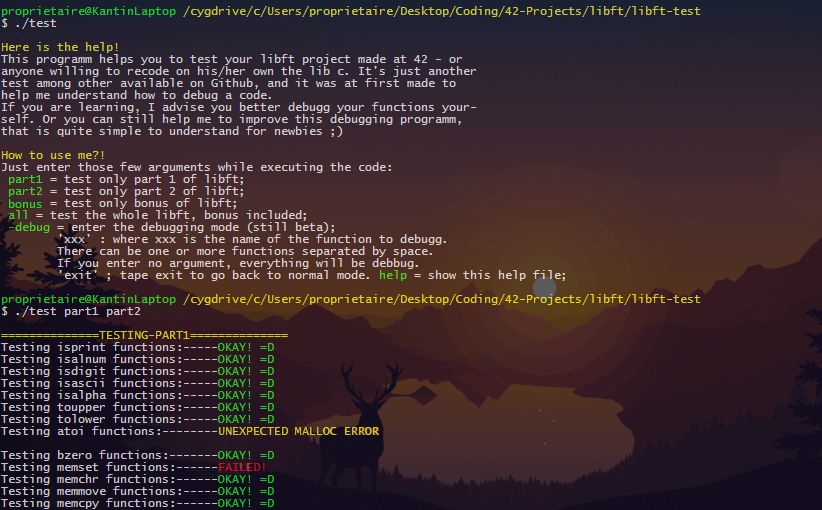 proprietaire@KantinLaptop /cygdrive/c/Users/proprietaire/Desktop/Coding/42-Projects/libft/libft-test
$ ./test
Here is the help!
This programm helps you to test your libft project made at 42 - or
anyone willing to recode on his/her own the lib c. It's just another
test among other available on Github, and it was at first made to
help me understand how to debug a code.
If you are learning, I advise you better debugg your functions your-
self. Or you can still help me to improve this debugging programm,
that is quite simple to understand for newbies ;)
How to use me?!
Just enter those few arguments while executing the code:
part1 = test only part 1 of libft;
part2 = test only part 2 of libft;
bonus = test only bonus of libft;
all = test the whole libft, bonus included;
-debug = enter the debugging mode (still beta);
'xxx' : where xxx is the name of the function to debugg.
There can be one or more functions separated by space.
If you enter no argument, everything will be debbug.
'exit' ; tape exit to go back to normal mode. help = show this help file;
proprietaire@KantinLaptop /cygdrive/c/Users/proprietaire/Desktop/Coding/42-Projects/libft/libft-test
$ ./test part1 part2
==============TESTING-PART1==============
Testing isprint functions:-----OKAY! =D
Testing isalnum functions:-----OKAY! =D
Testing isdigit functions:-----OKAY! =D
Testing isascii functions:-----OKAY! =D
Testing isalpha functions:-----OKAY! =D
Testing toupper functions:-----OKAY! =D
Testing tolower functions:-----OKAY! =D
Testing atoi functions:--------UNEXPECTED MALLOC ERROR
Testing bzero functions:-------OKAY! =D
Testing memset functions:------FAILED!
Testing memchr functions:------OKAY! =D
Testing memmove functions:-----OKAY! =D
Testing memcpy functions:------OKAY! =D